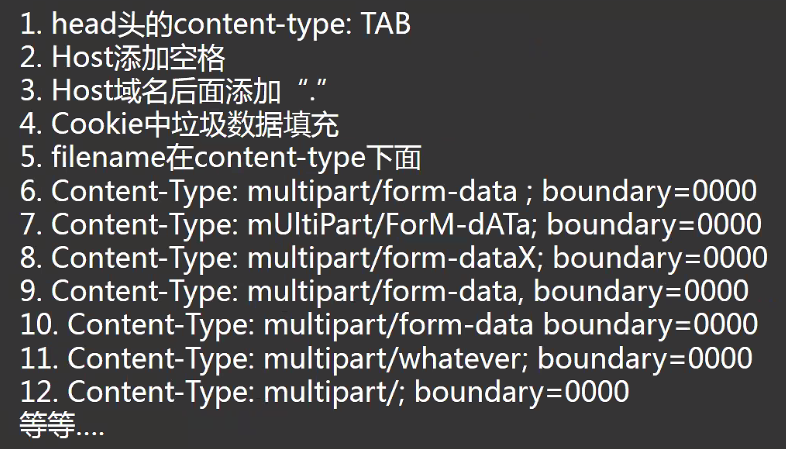 1. head头的content-type: TAB
2. Host添加空格
3. Host域名后面添加“.”
4. Cookie中垃圾数据填充
5. filename在content-type下面
6. Content-Type: multipart/form-data ; boundary=0000
7. Content-Type: mUltiPart/ForM-dATa; boundary=0000
8. Content-Type: multipart/form-dataX; boundary=0000
9. Content-Type: multipart/form-data, boundary=0000
10. Content-Type: multipart/form-data boundary=0000
11. Content-Type: multipart/whatever; boundary=0000
12. Content-Type: multipart/; boundary=0000
等等....